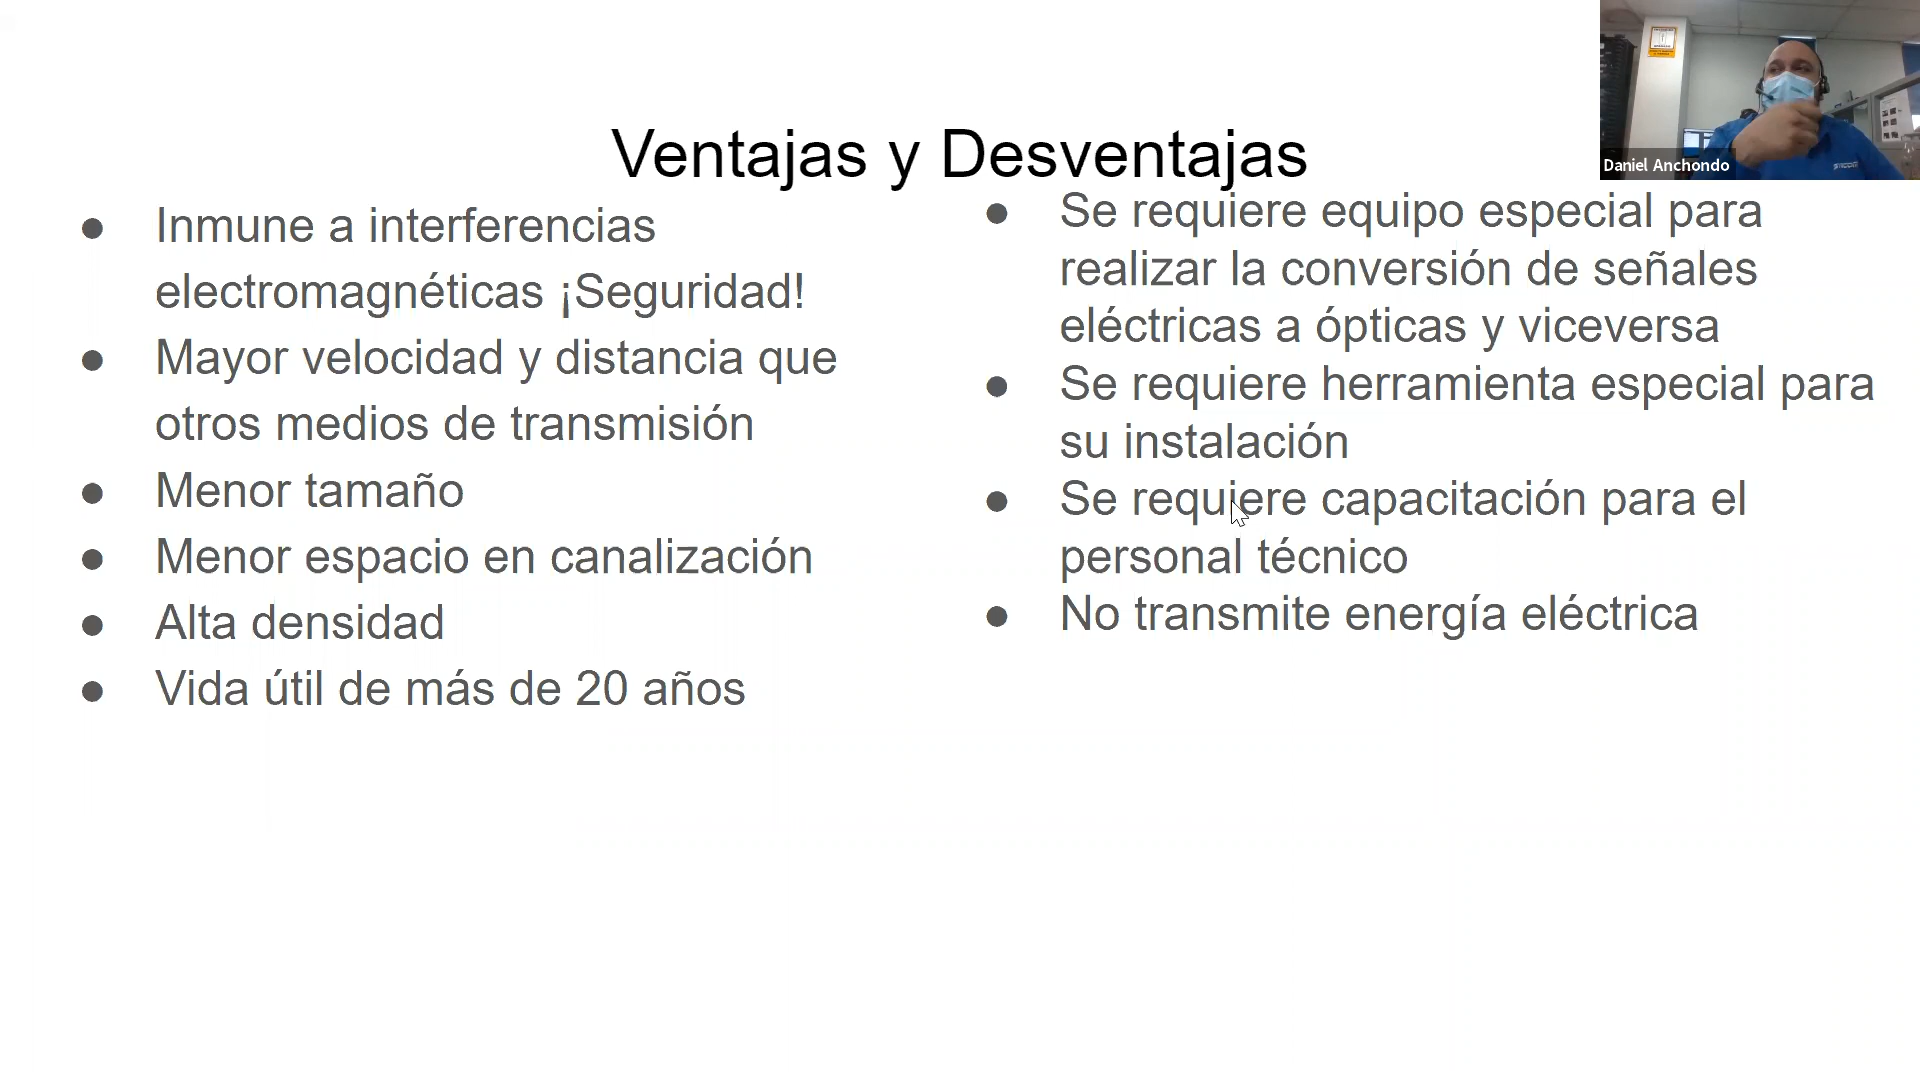 Ventajas y Desventajas
Inmune a interferencias
electromagnéticas ¡Seguridad!
Mayor velocidad y distancia que
otros medios de transmisión
Menor tamaño
Menor espacio en canalización
Alta densidad
Vida útil de más de 20 años
Se requiere equipo especial para
realizar la conversión de señales
eléctricas a ópticas y viceversa
Se requiere herramienta especial para
su instalación
Se requiere capacitación para el
personal técnico
No transmite energía eléctrica
Daniel Anchondo